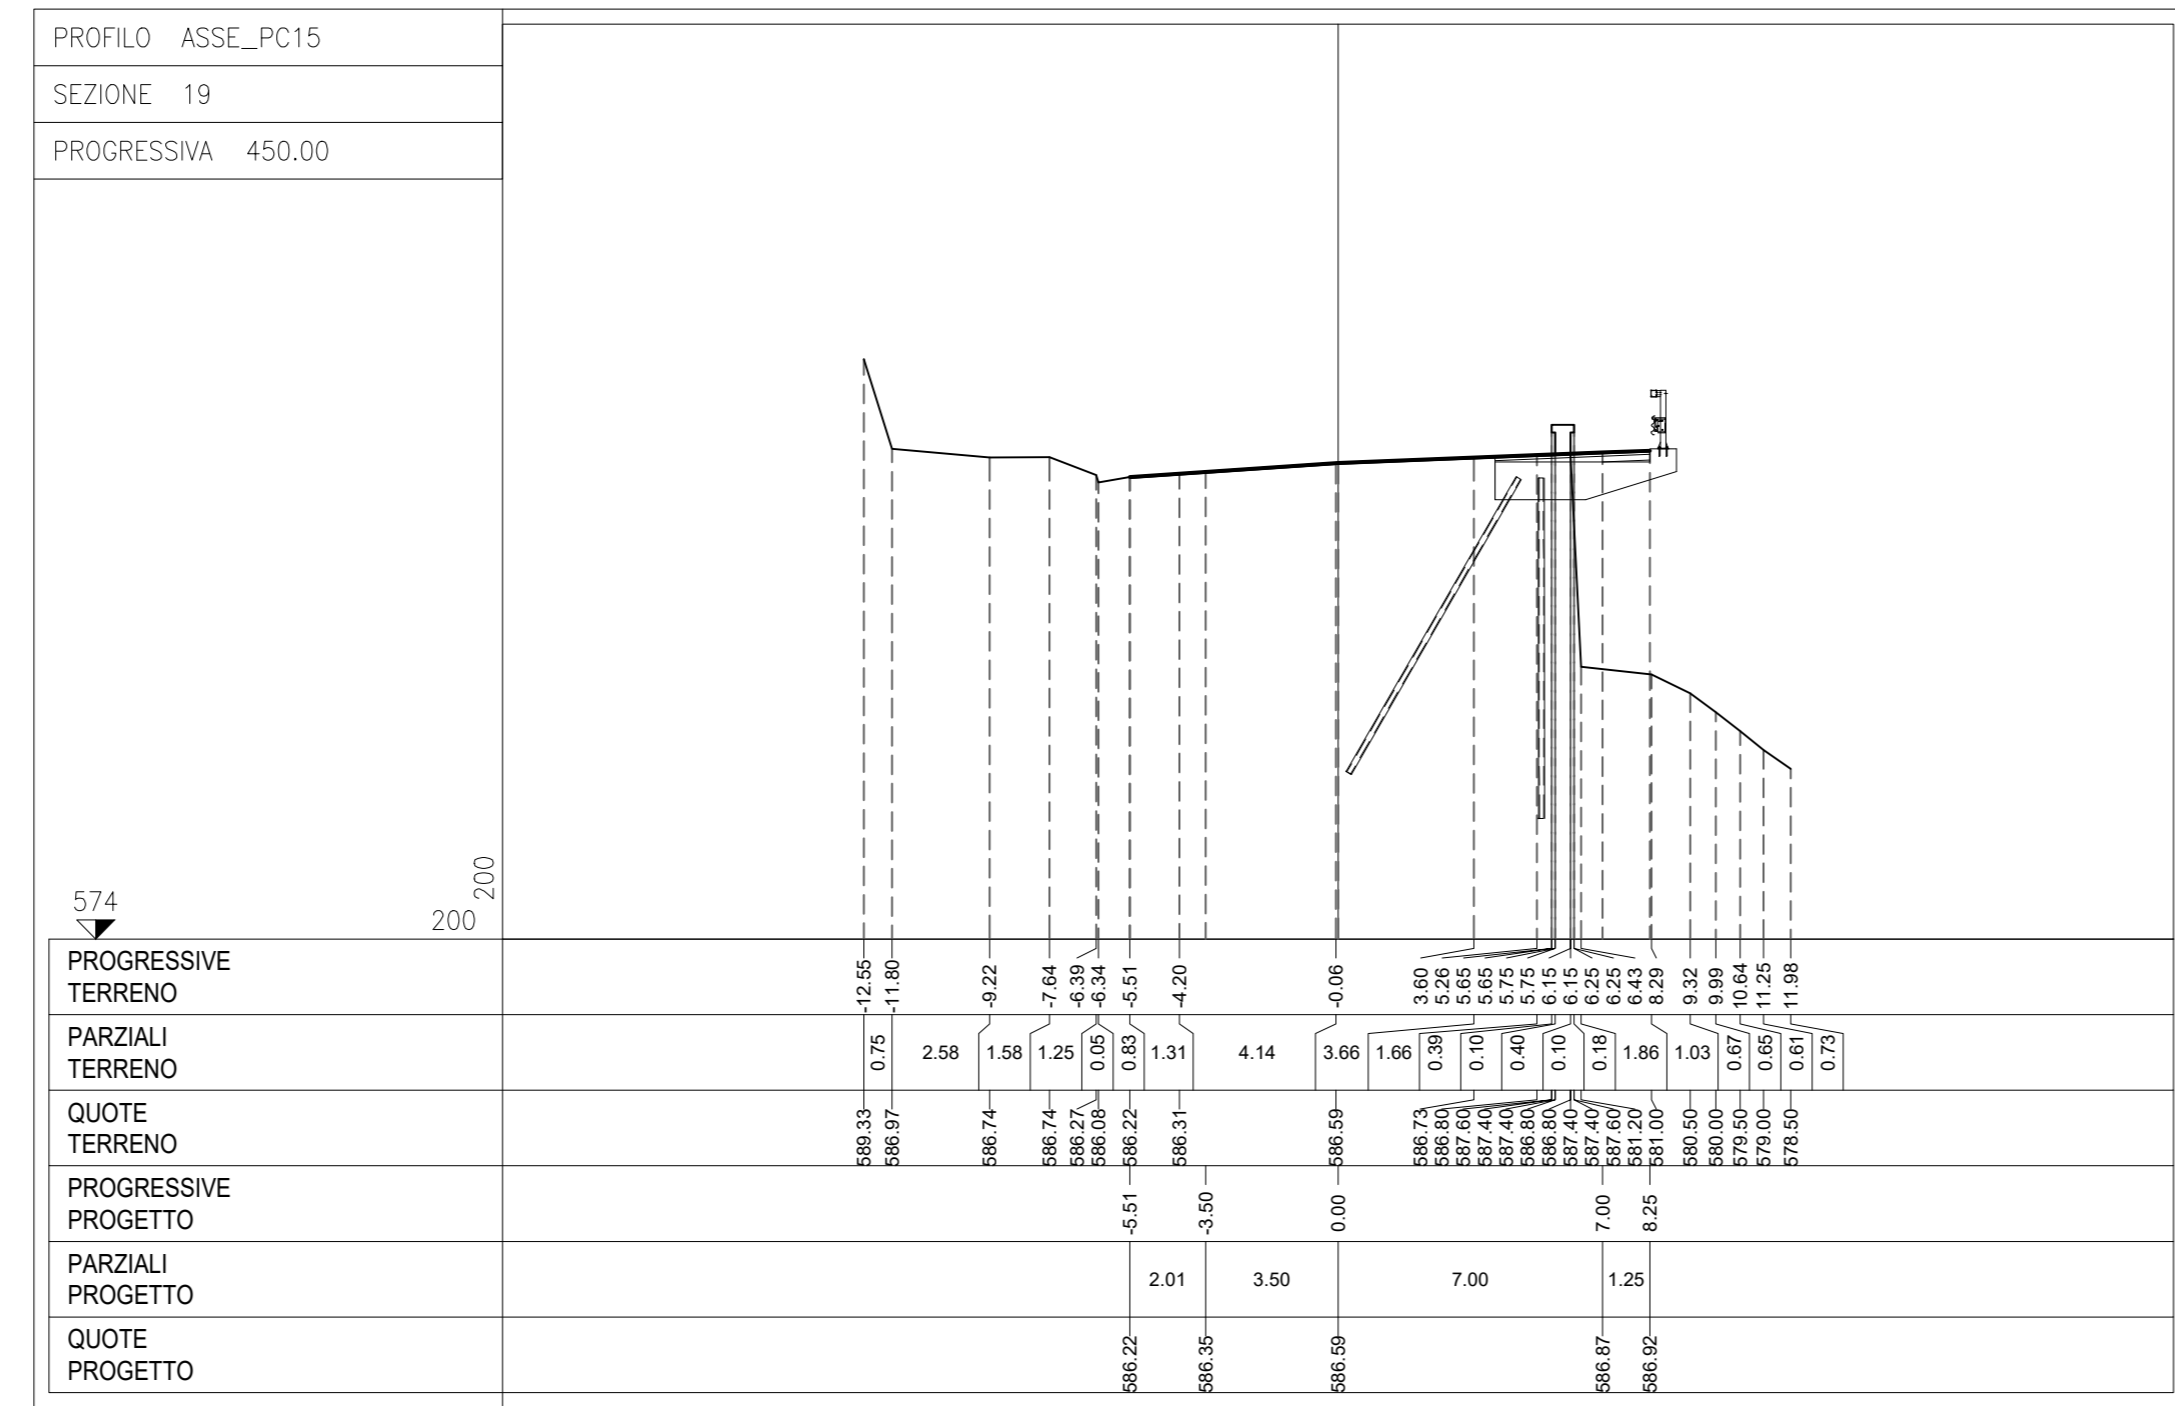 PROFILO ASSE_PC15
SEZIONE 19
PROGRESSIVA 450.00
574
200
200
PROGRESSIVE
TERRENO
-12.55 -11.80 -9.22 -7.64 -6.39 -6.34 -5.51 -4.20 -0.06 3.60 5.26 5.65 5.65 5.75 5.75 6.15 6.15 6.25 6.25 6.43 8.29 9.32 9.99 10.64 11.25 11.98
PARZIALI
TERRENO
0.75 2.58 1.58 1.25 0.05 0.83 1.31 4.14 3.66 1.66 0.39 0.10 0.40 0.10 0.18 1.86 1.03 0.67 0.65 0.61 0.73
QUOTE
TERRENO
589.33 586.97 586.74 586.74 586.27 586.08 586.22 586.31 586.59 586.73 586.80 587.60 587.40 587.40 586.80 586.80 587.40 587.40 587.60 581.20 581.00 580.50 580.00 579.50 579.00 578.50
PROGRESSIVE
PROGETTO
-5.51 -3.50 0.00 7.00 8.25
PARZIALI
PROGETTO
2.01 3.50 7.00 1.25
QUOTE
PROGETTO
586.22 586.35 586.59 586.87 586.92